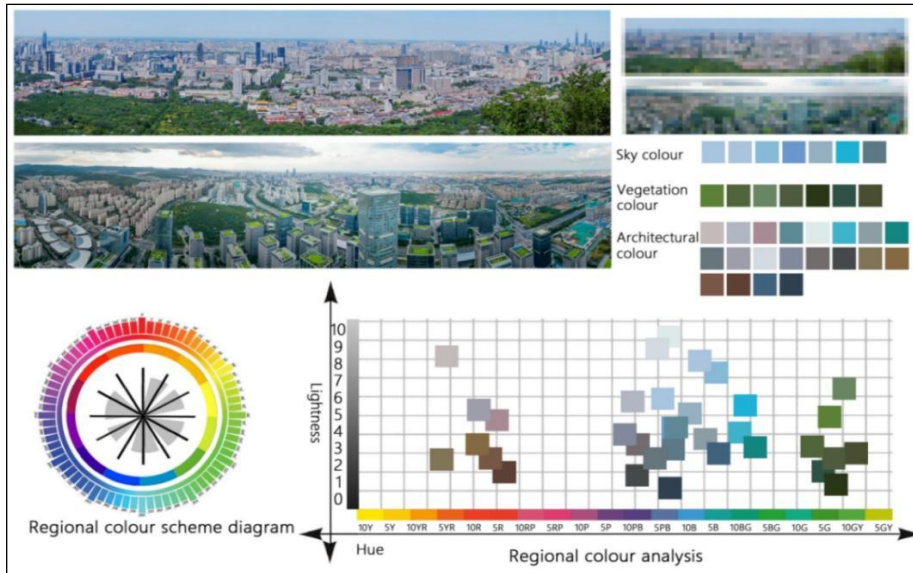 Sky colour
Vegetation
colour
Architectural
colour
10
9
8
7
6
5
4
3
2
1
0
Lightness
10Y 5Y 10YR 5YR 10R 5R 10RP 5RP 10P 5P 10PB 5PB 10B 5B 10BG 5BG 10G 5G 10GY 5GY
Regional colour scheme diagram
Hue
Regional colour analysis